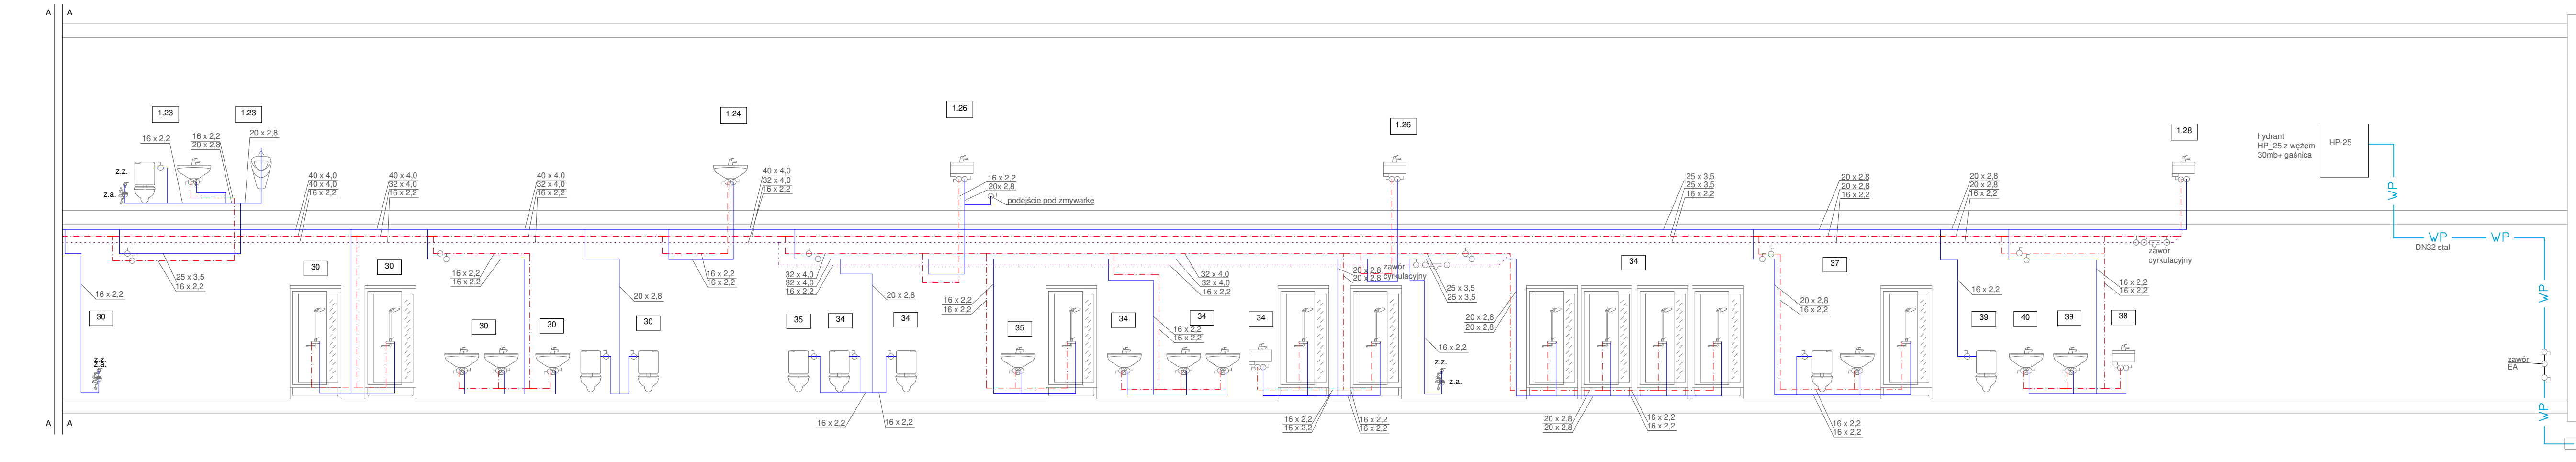 A
A
1.23
1.23
1.24
1.26
1.26
1.28
16 x 2,2
16 x 2,2
20 x 2,8
20 x 2,8
z.z.
z.a.
hydrant
HP_25 z wężem
30mb+ gaśnica
HP-25
WP
40 x 4,0
40 x 4,0
16 x 2,2
40 x 4,0
32 x 4,0
16 x 2,2
40 x 4,0
32 x 4,0
16 x 2,2
40 x 4,0
32 x 4,0
16 x 2,2
16 x 2,2
20x 2,8
podejście pod zmywarkę
25 x 3,5
25 x 3,5
16 x 2,2
20 x 2,8
20 x 2,8
16 x 2,2
20 x 2,8
20 x 2,8
16 x 2,2
WP
WP
DN32 stal
zawór
cyrkulacyjny
25 x 3,5
16 x 2,2
30
30
16 x 2,2
16 x 2,2
16 x 2,2
16 x 2,2
32 x 4,0
32 x 4,0
16 x 2,2
32 x 4,0
32 x 4,0
16 x 2,2
20 x 2,8
20 x 2,8
zawór
cyrkulacyjny
25 x 3,5
25 x 3,5
34
37
16 x 2,2
16 x 2,2
WP
16 x 2,2
20 x 2,8
20 x 2,8
16 x 2,2
16 x 2,2
20 x 2,8
16 x 2,2
16 x 2,2
30
30
30
30
35
34
34
35
34
34
34
20 x 2,8
20 x 2,8
39
40
39
38
16 x 2,2
16 x 2,2
16 x 2,2
z.z.
z.a.
z.z.
z.a.
zawór
EA
WP
16 x 2,2
16 x 2,2
16 x 2,2
16 x 2,2
16 x 2,2
16 x 2,2
20 x 2,8
20 x 2,8
16 x 2,2
16 x 2,2
16 x 2,2
16 x 2,2
A
A